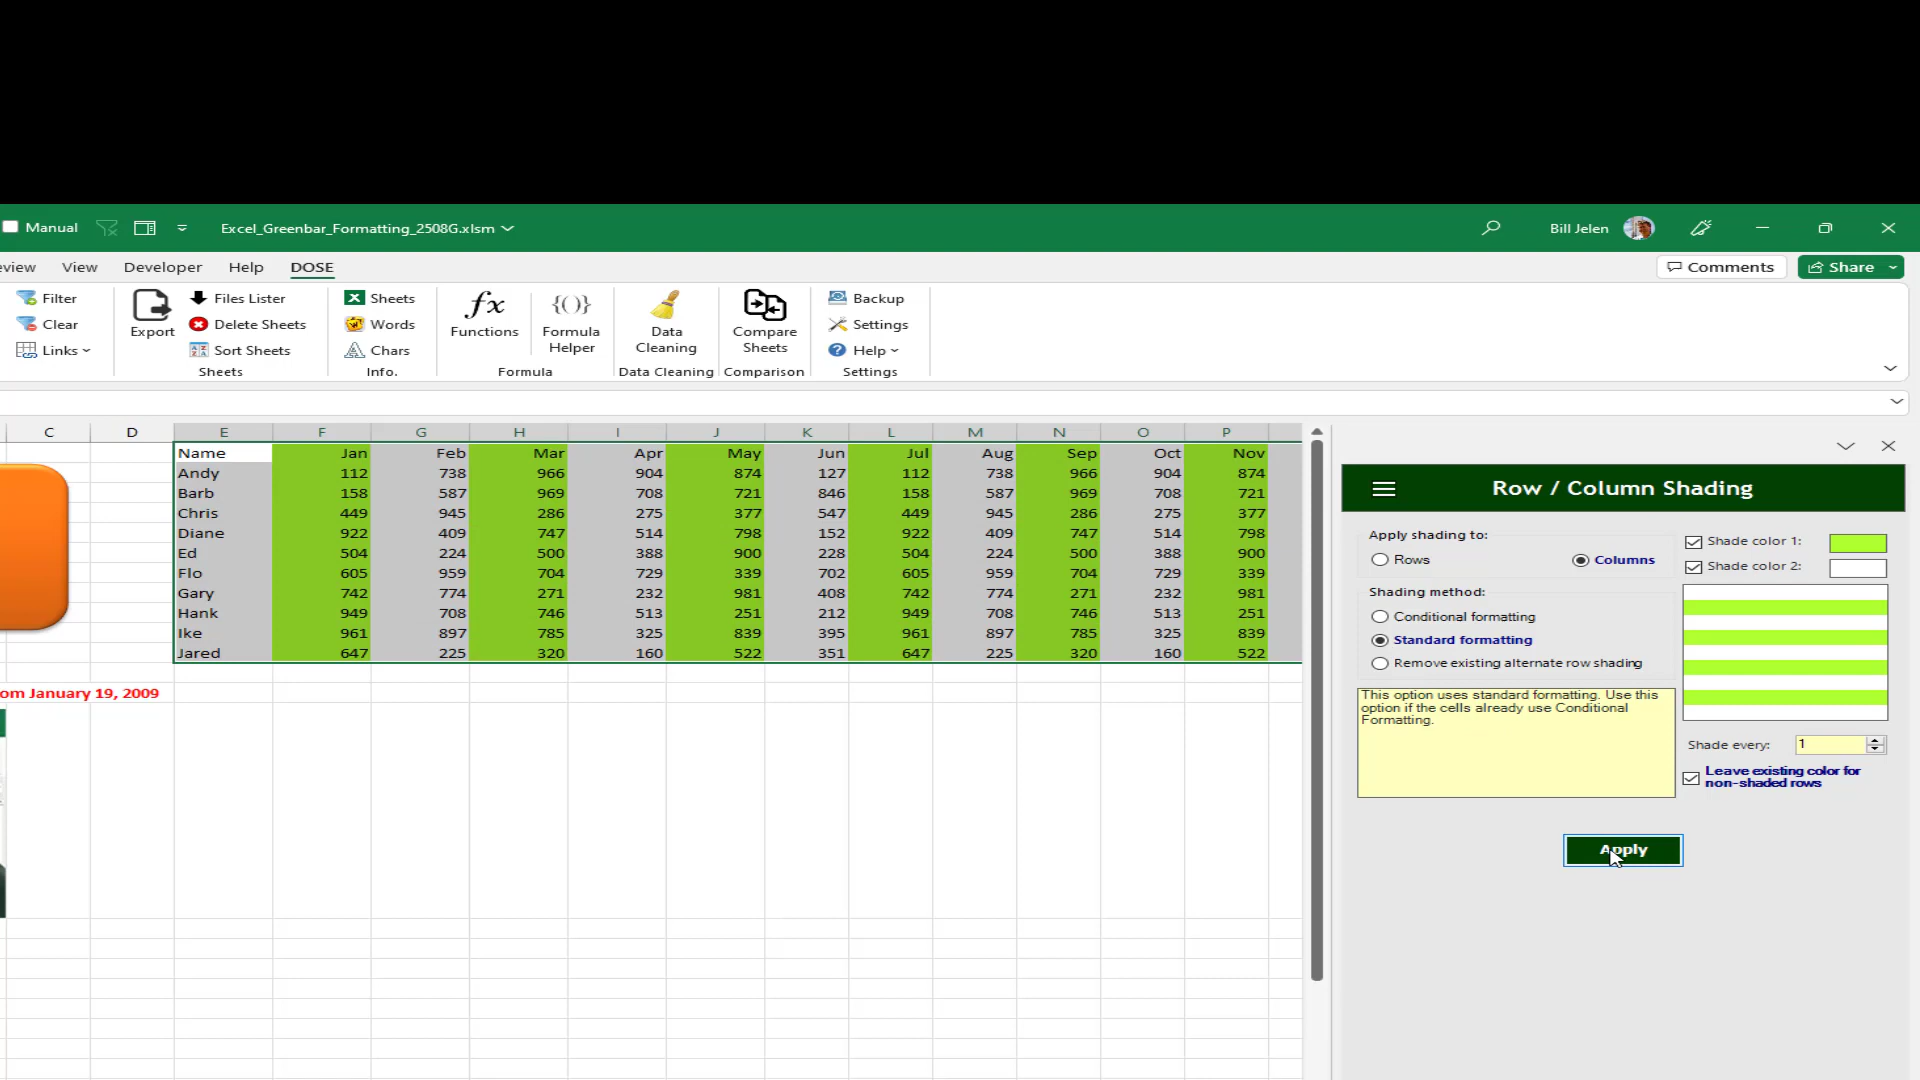 Manual
Excel_Greenbar_Formatting_2508G.xlsm
Bill Jelen
eview View Developer Help DOSE
Comments Share
Filter
Clear
Links
Export
Files Lister
Delete Sheets
Sort Sheets
Sheets
Sheets
Words
Chars
Info.
fx
Functions
{()}
Formula
Helper
Formula
Data
Cleaning
Data Cleaning
Compare
Sheets
Comparison
Backup
Settings
Help
Settings
C D E F G H I J K L M N O P
Name Jan Feb Mar Apr May Jun Jul Aug Sep Oct Nov
Andy 112 738 966 904 874 127 112 738 966 904 874
Barb 158 587 969 708 721 846 158 587 969 708 721
Chris 449 945 286 275 377 547 449 945 286 275 377
Diane 922 409 747 514 798 152 922 409 747 514 798
Ed 504 224 500 388 900 228 504 224 500 388 900
Flo 605 959 704 729 339 702 605 959 704 729 339
Gary 742 774 271 232 981 408 742 774 271 232 981
Hank 949 708 746 513 251 212 949 708 746 513 251
Ike 961 897 785 325 839 395 961 897 785 325 839
Jared 647 225 320 160 522 351 647 225 320 160 522
om January 19, 2009
Row / Column Shading
Apply shading to:
Rows Columns
Shade color 1:
Shade color 2:
Shading method:
Conditional formatting
Standard formatting
Remove existing alternate row shading
This option uses standard formatting. Use this
option if the cells already use Conditional
Formatting.
Shade every: 1
Leave existing color for
non-shaded rows
Apply